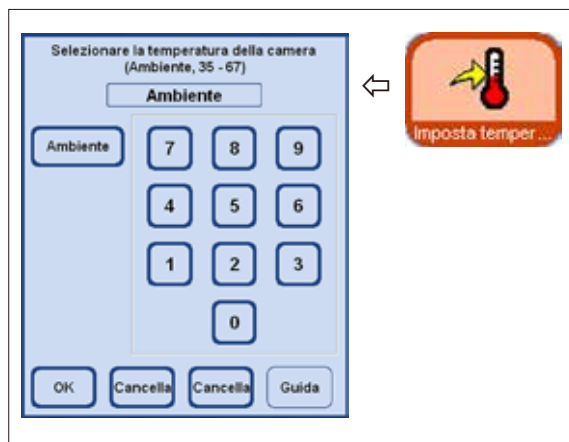 Selezionare la temperatura della camera
(Ambiente, 35 - 67)
Ambiente
Ambiente
7 8 9
4 5 6
1 2 3
0
OK Cancella Cancella Guida
Imposta temper...